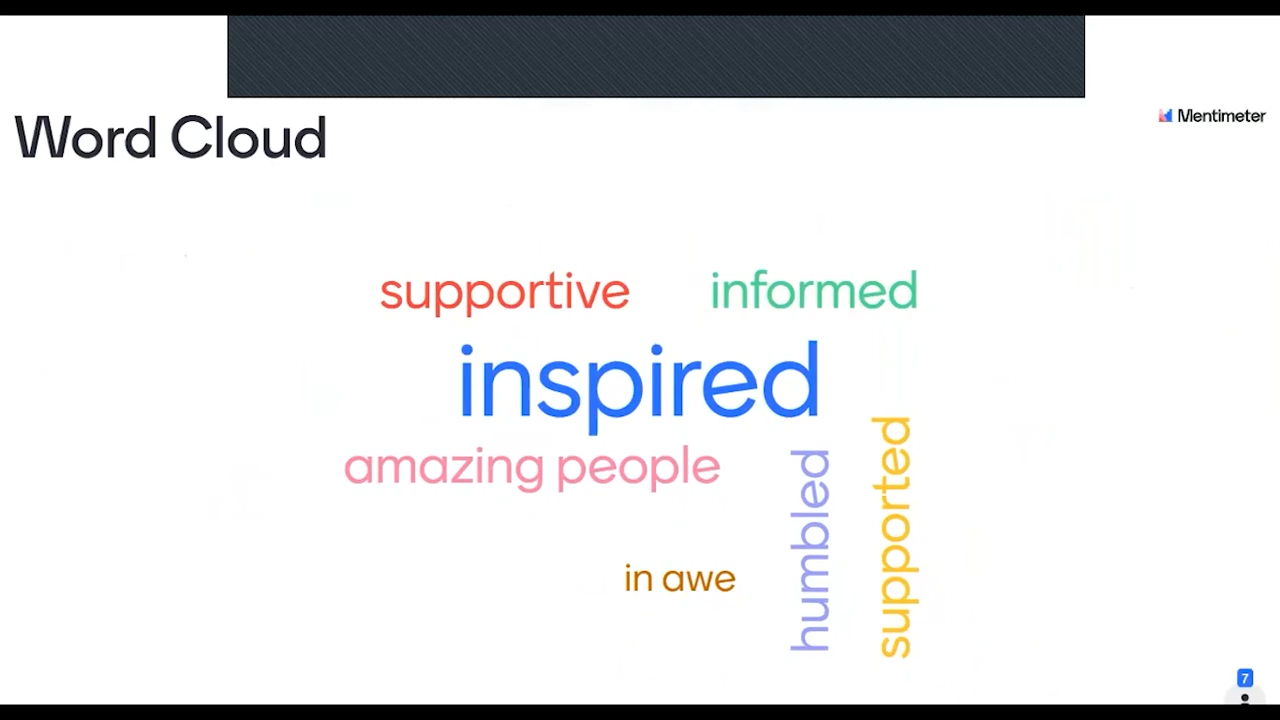 Word Cloud
Mentimeter
supportive
informed
inspired
amazing people
humbled
supported
in awe
7